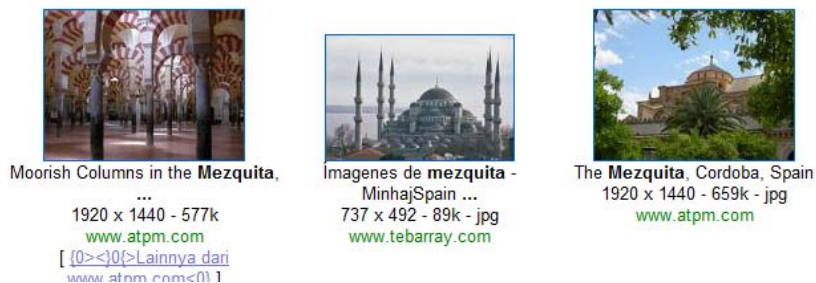 Moorish Columns in the Mezquita,
...
1920 x 1440 - 577k
www.atpm.com
[ {0><}0{>Lainnya dari
www.atpm.com<0} ]
Imagenes de mezquita -
MinhajSpain ...
737 x 492 - 89k - jpg
www.tebarray.com
The Mezquita, Cordoba, Spain
1920 x 1440 - 659k - jpg
www.atpm.com